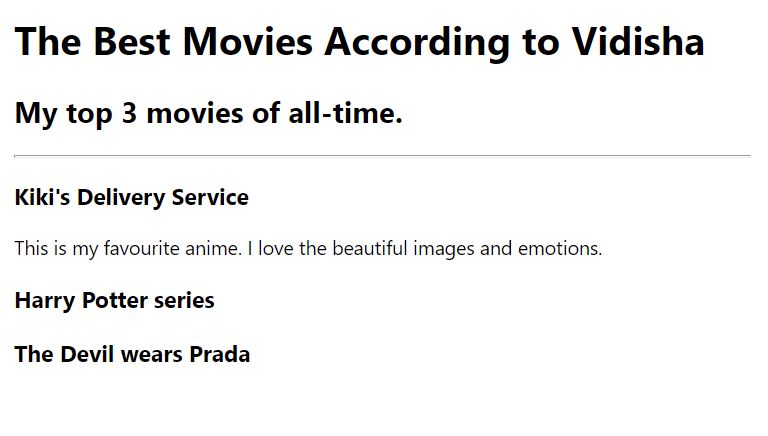 The Best Movies According to Vidisha
My top 3 movies of all-time.
Kiki's Delivery Service
This is my favourite anime. I love the beautiful images and emotions.
Harry Potter series
The Devil wears Prada